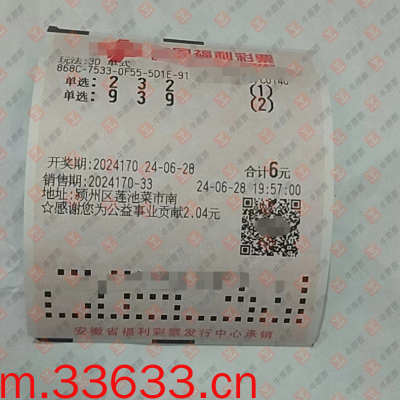 福利彩票
玩法:3D 单式
868C-7533-0F55-5D1E-91
单选: 2 3 2 (1)
单选: 9 3 9 (2)
开奖期:2024170 24-06-28 合计6元
销售期:2024170-33 24-06-28 19:57:00
地址:颍州区莲池菜市南
☆感谢您为公益事业贡献2.04元。
安徽省福利彩票发行中心承销
m.33633.cn